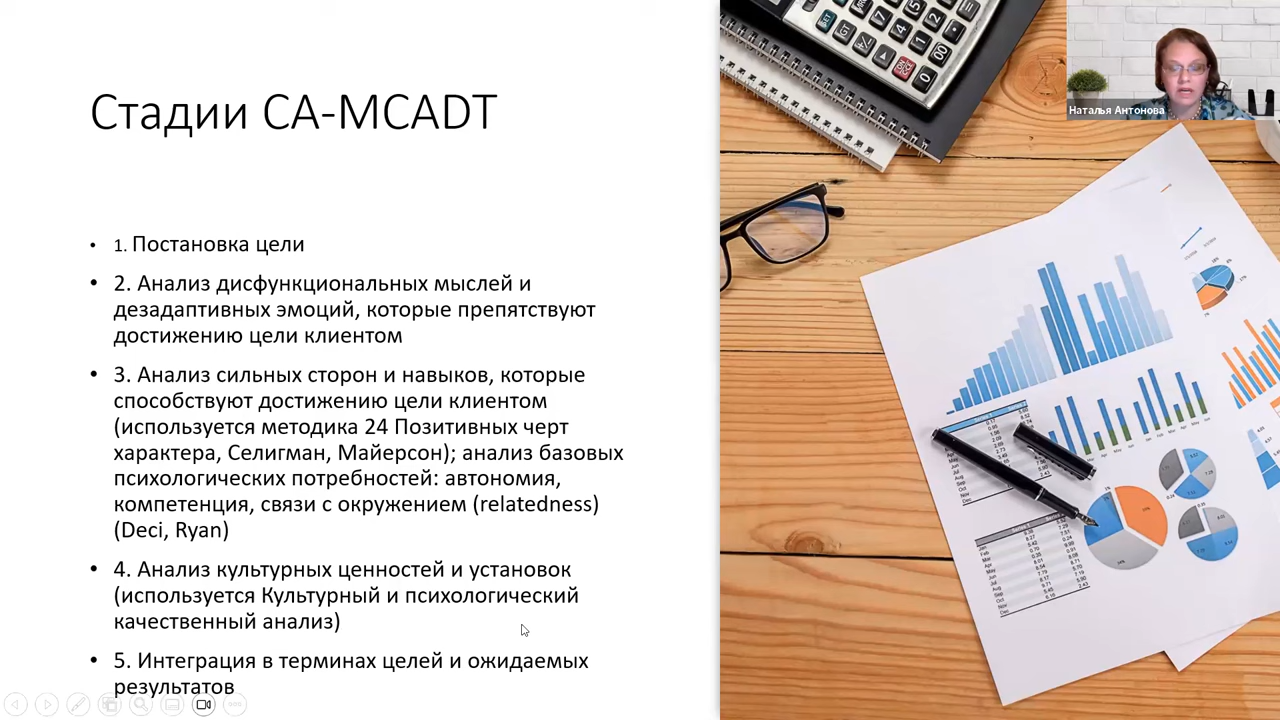 Стадии CA-MCADT
• 1. Постановка цели
• 2. Анализ дисфункциональных мыслей и
дезадаптивных эмоций, которые препятствуют
достижению цели клиентом
• 3. Анализ сильных сторон и навыков, которые
способствуют достижению цели клиентом
(используется методика 24 Позитивных черт
характера, Селигман, Майерсон); анализ базовых
психологических потребностей: автономия,
компетенция, связи с окружением (relatedness)
(Deci, Ryan)
• 4. Анализ культурных ценностей и установок
(используется Культурный и психологический
качественный анализ)
• 5. Интеграция в терминах целей и ожидаемых
результатов
Наталья Антонова